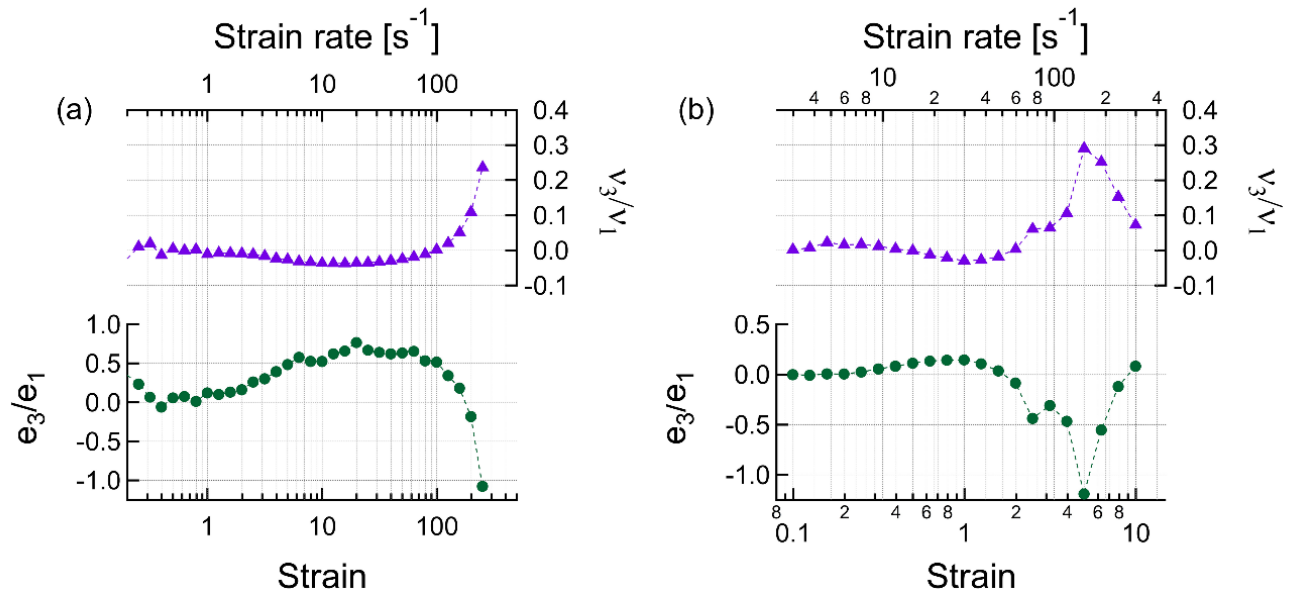 Strain rate [s⁻¹]
1 10 100
(a)
0.4
0.3
0.2
0.1
0.0
-0.1
ν₃/ν₁
1.0
0.5
0.0
-0.5
-1.0
e₃/e₁
1 10 100
Strain
Strain rate [s⁻¹]
10 100
4 6 8 2 4 6 8 2 4
(b)
0.4
0.3
0.2
0.1
0.0
-0.1
ν₃/ν₁
0.5
0.0
-0.5
-1.0
e₃/e₁
8 2 4 6 8 2 4 6 8
0.1 1 10
Strain